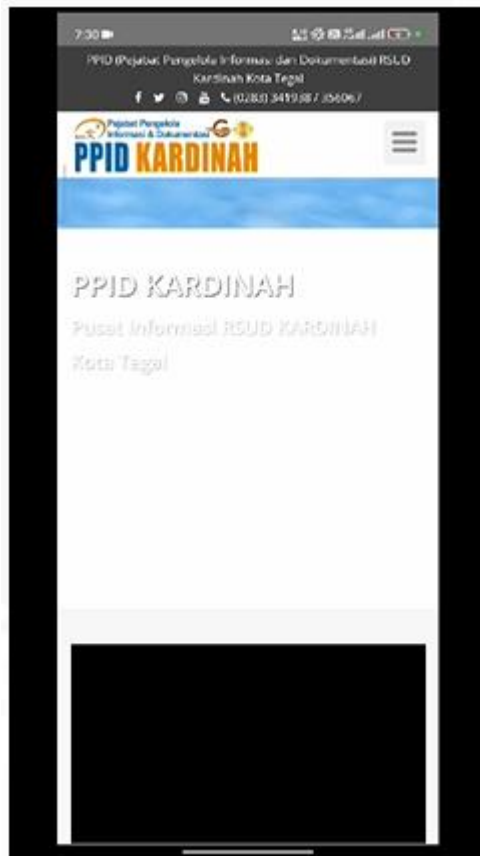 7:30
PPID (Pejabat Pengelola Informasi dan Dokumentasi) RSUD
Kardinah Kota Tegal
(0283) 341938 / 356067
Pejabat Pengelola
Informasi & Dokumentasi
PPID KARDINAH
PPID KARDINAH
Pusat Informasi RSUD KARDINAH
Kota Tegal